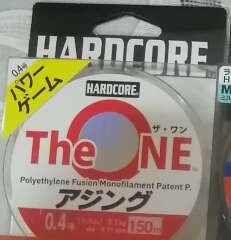 HARDCORE
0.4号
パワー
ゲーム
HARDCORE
ザ・ワン
The ONE
Polyethylene Fusion Monofilament Patent P.
アジング
0.4号
150m